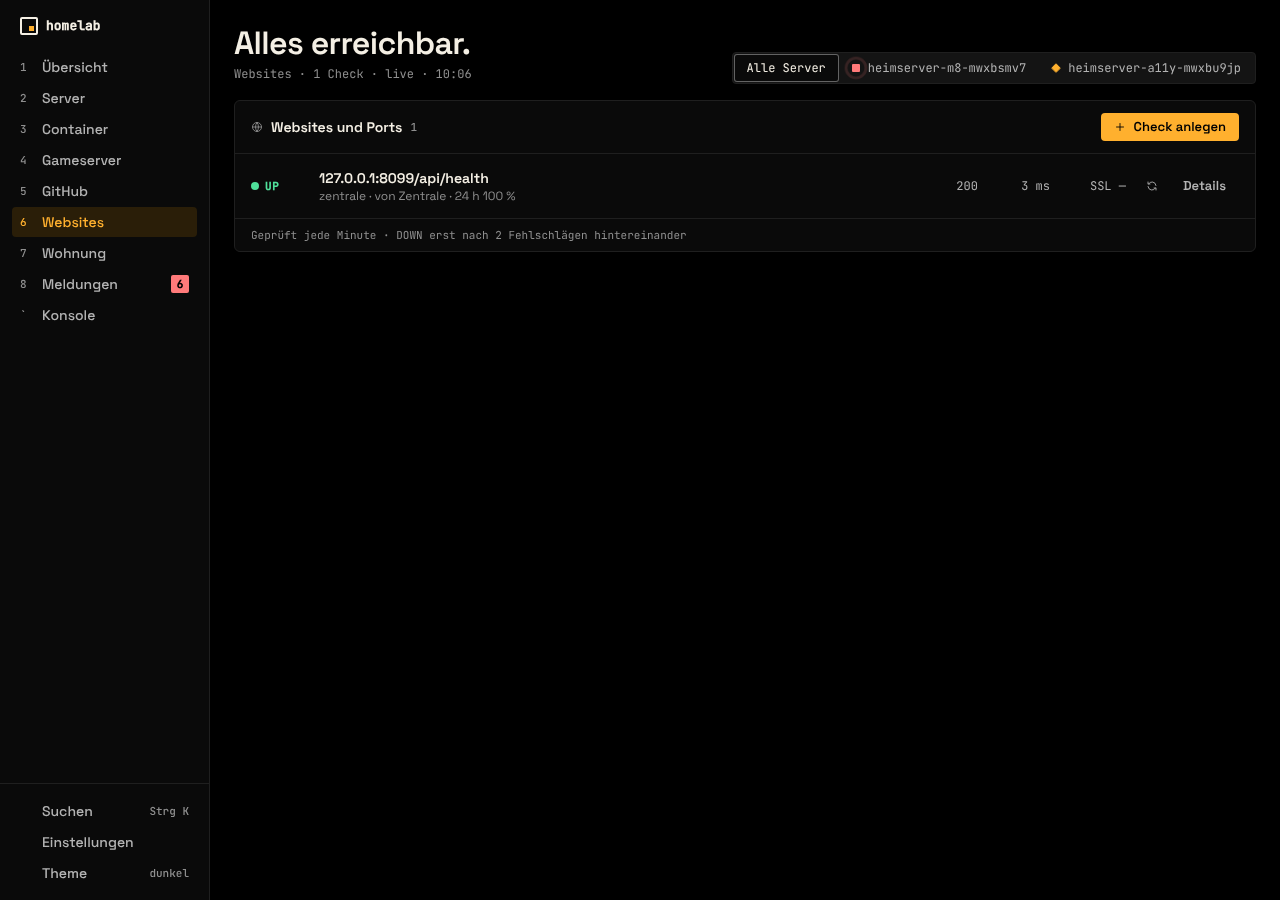 homelab
1 Übersicht
2 Server
3 Container
4 Gameserver
5 GitHub
6 Websites
7 Wohnung
8 Meldungen 6
` Konsole
Suchen Strg K
Einstellungen
Theme dunkel
Alles erreichbar.
Websites · 1 Check · live · 10:06
Alle Server heimserver-m8-mwxbsmv7 heimserver-a11y-mwxbu9jp
Websites und Ports 1
+ Check anlegen
UP 127.0.0.1:8099/api/health 200 3 ms SSL — Details
zentrale · von Zentrale · 24 h 100 %
Geprüft jede Minute · DOWN erst nach 2 Fehlschlägen hintereinander